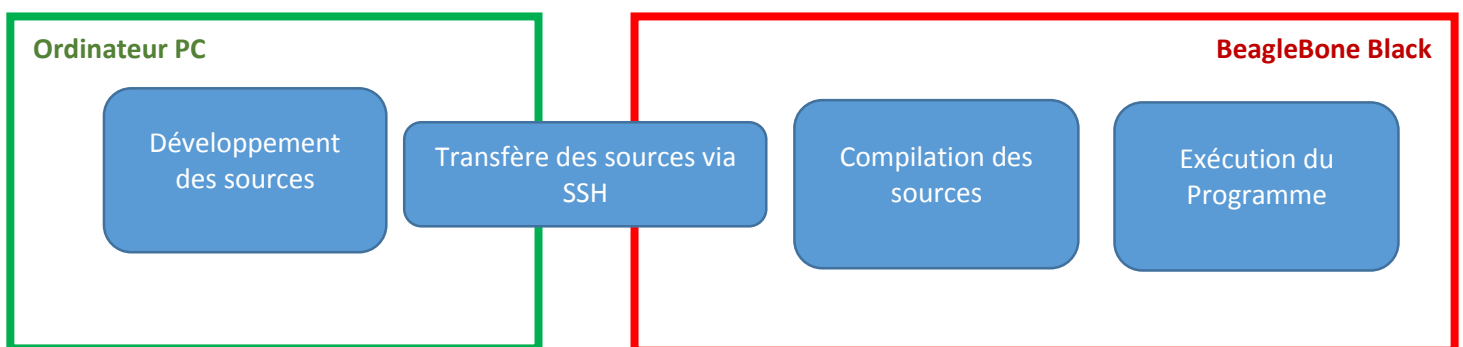 Ordinateur PC
BeagleBone Black
Développement
des sources
Transfère des sources via
SSH
Compilation des
sources
Exécution du
Programme